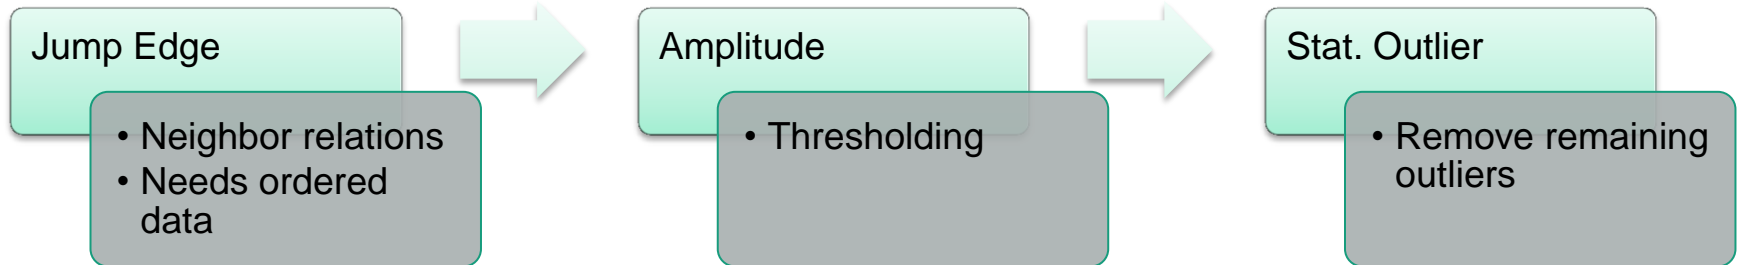 Jump Edge
• Neighbor relations
• Needs ordered
data
Amplitude
• Thresholding
Stat. Outlier
• Remove remaining
outliers